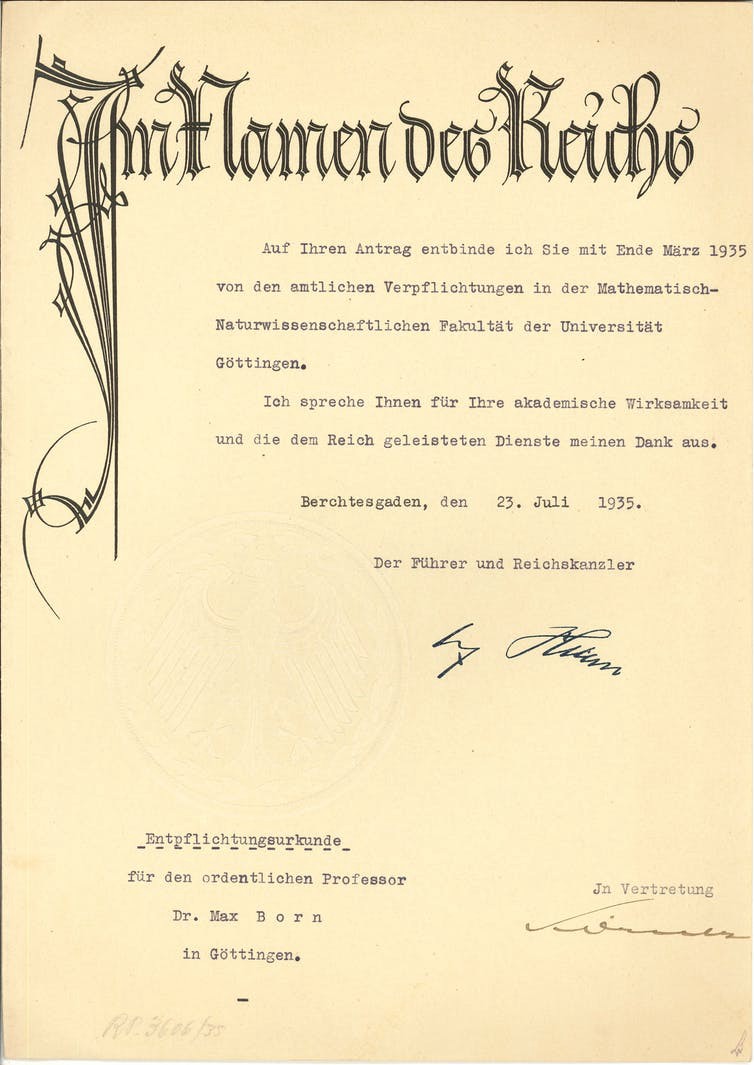 Im Namen des Reichs
Auf Ihren Antrag entbinde ich Sie mit Ende März 1935
von den amtlichen Verpflichtungen in der Mathematisch-
Naturwissenschaftlichen Fakultät der Universität
Göttingen.
Ich spreche Ihnen für Ihre akademische Wirksamkeit
und die dem Reich geleisteten Dienste meinen Dank aus.
Berchtesgaden, den 23. Juli 1935.
Der Führer und Reichskanzler
Entpflichtungsurkunde
für den ordentlichen Professor
Dr. Max B o r n
in Göttingen.
Jn Vertretung
RP. 3606/35